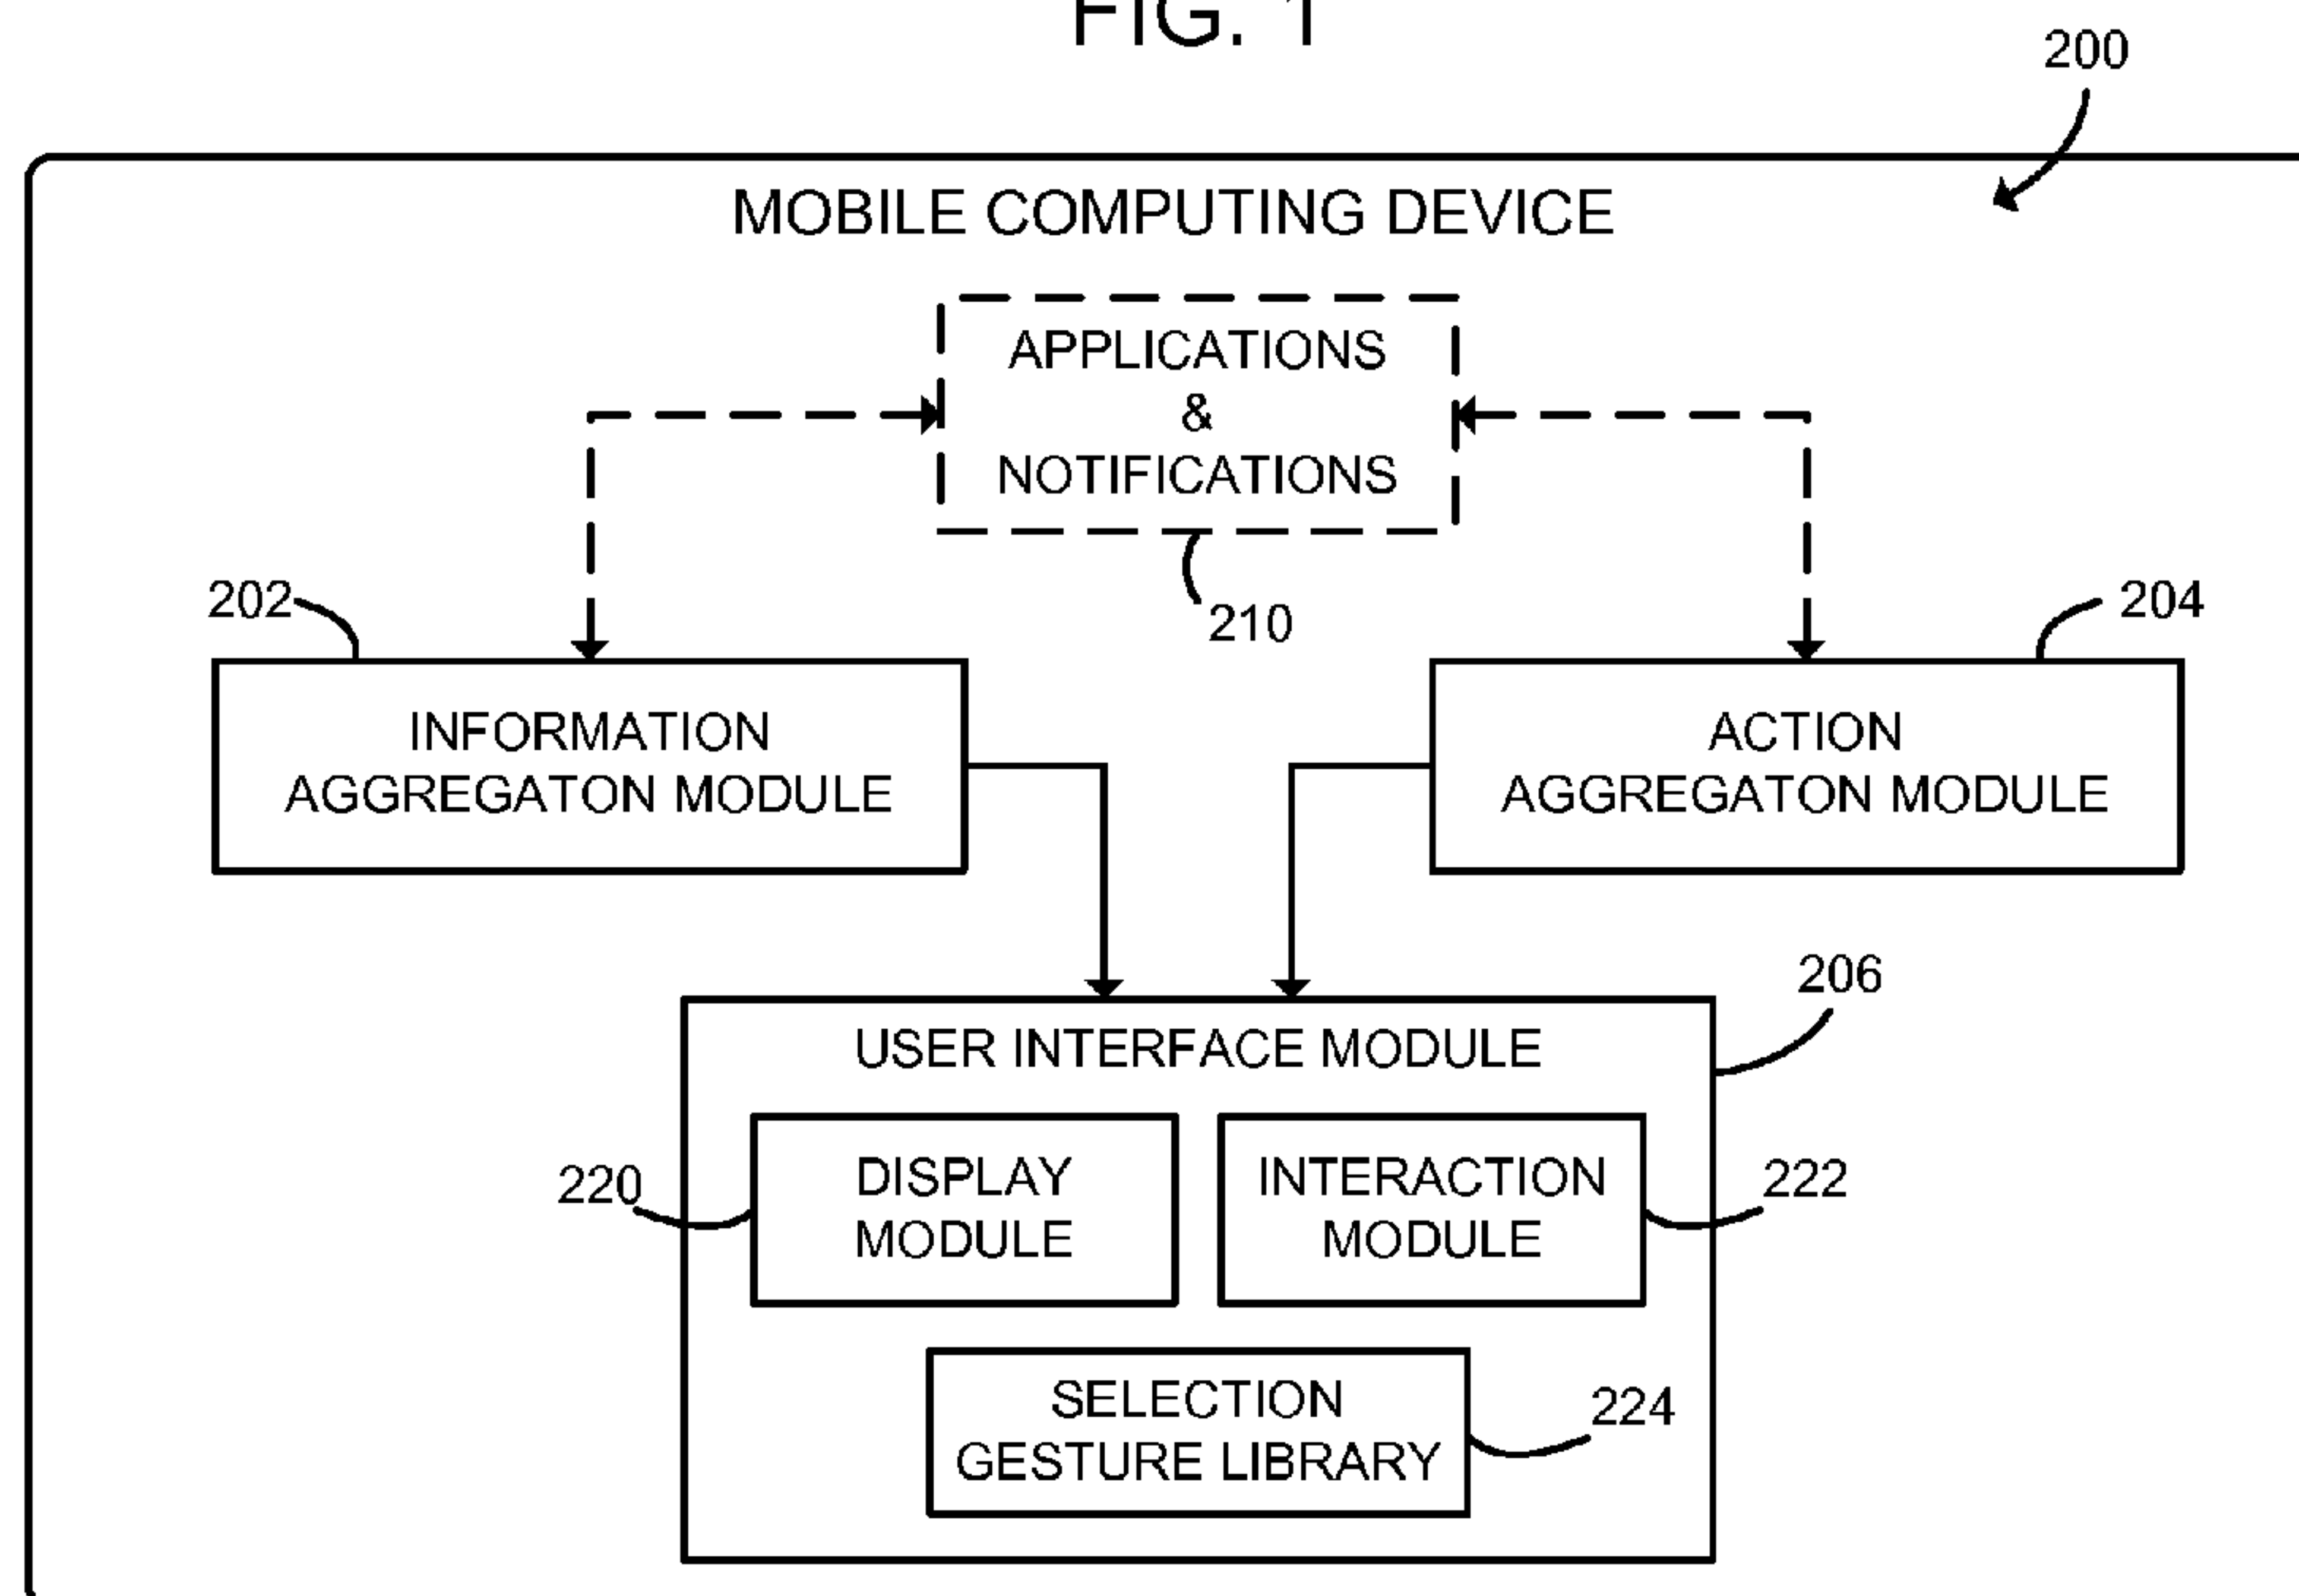 FIG. 1
200
MOBILE COMPUTING DEVICE
APPLICATIONS
&
NOTIFICATIONS
202
210
204
INFORMATION
AGGREGATON MODULE
ACTION
AGGREGATON MODULE
206
USER INTERFACE MODULE
220
DISPLAY
MODULE
INTERACTION
MODULE
222
SELECTION
GESTURE LIBRARY
224